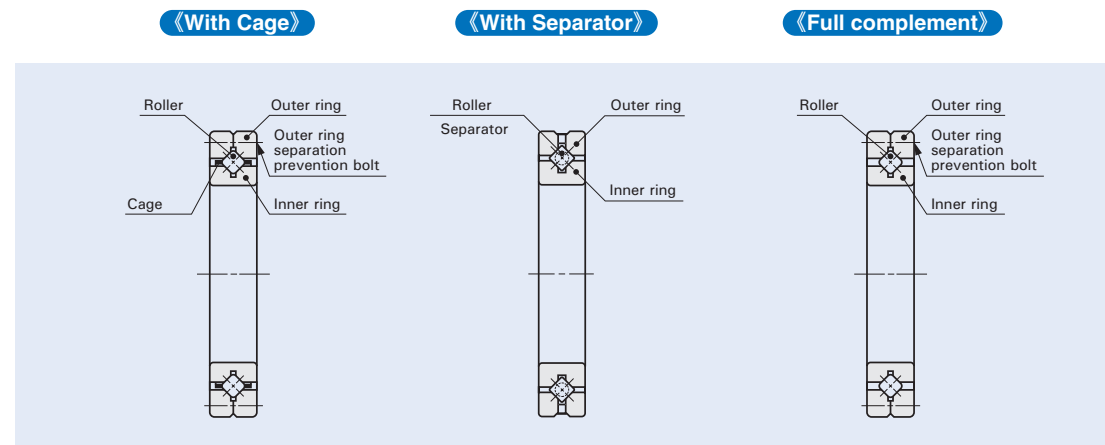 《With Cage》
《With Separator》
《Full complement》
Roller
Outer ring
Outer ring
separation
prevention bolt
Cage
Inner ring
Roller
Separator
Outer ring
Inner ring
Roller
Outer ring
Outer ring
separation
prevention bolt
Inner ring